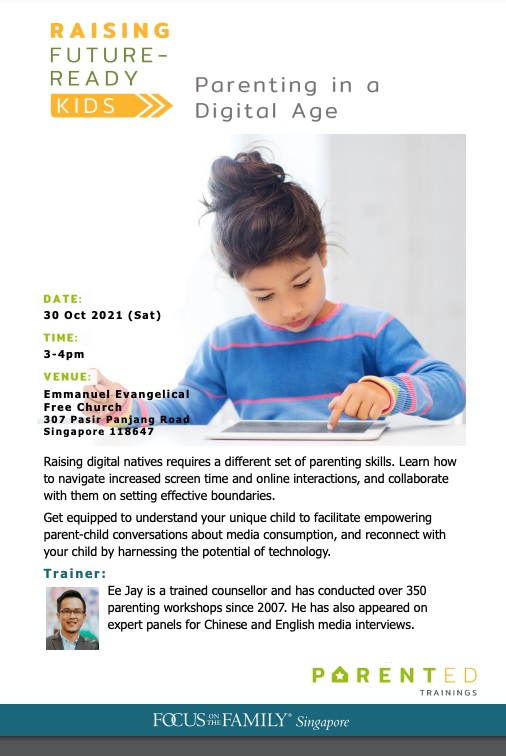 RAISING
FUTURE-
READY
KIDS
Parenting in a
Digital Age
DATE:
30 Oct 2021 (Sat)
TIME:
3-4pm
VENUE:
Emmanuel Evangelical
Free Church
307 Pasir Panjang Road
Singapore 118647
Raising digital natives requires a different set of parenting skills. Learn how
to navigate increased screen time and online interactions, and collaborate
with them on setting effective boundaries.
Get equipped to understand your unique child to facilitate empowering
parent-child conversations about media consumption, and reconnect with
your child by harnessing the potential of technology.
Trainer:
Ee Jay is a trained counsellor and has conducted over 350
parenting workshops since 2007. He has also appeared on
expert panels for Chinese and English media interviews.
PARENTED
TRAININGS
FOCUS ON THE FAMILY® Singapore